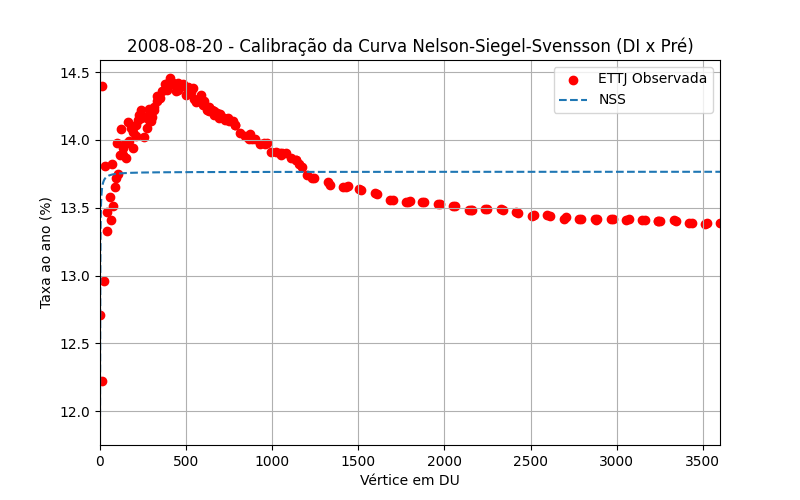 2008-08-20 - Calibração da Curva Nelson-Siegel-Svensson (DI x Pré)
ETTJ Observada
NSS
Taxa ao ano (%)
14.5
14.0
13.5
13.0
12.5
12.0
0 500 1000 1500 2000 2500 3000 3500
Vértice em DU